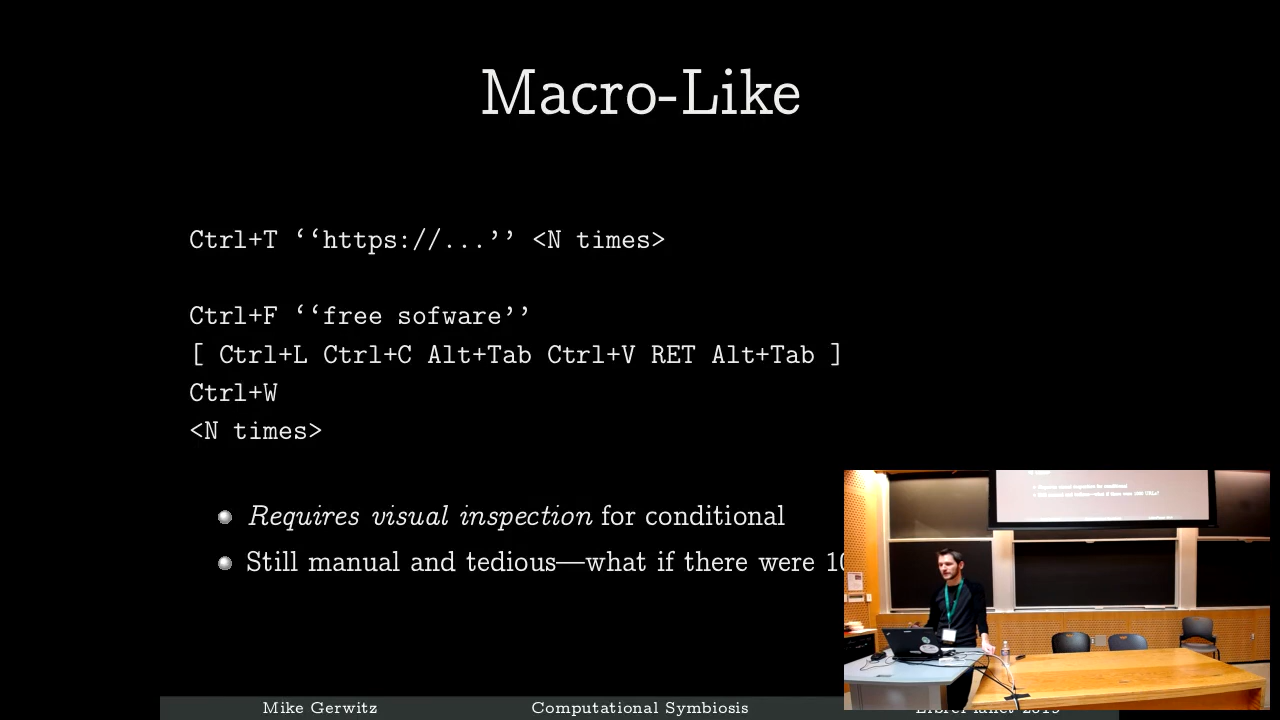 Macro-Like
Ctrl+T ‘‘https://...’’ <N times>
Ctrl+F ‘‘free sofware’’
[ Ctrl+L Ctrl+C Alt+Tab Ctrl+V RET Alt+Tab ]
Ctrl+W
<N times>
Requires visual inspection for conditional
Still manual and tedious—what if there were 10
Mike Gerwitz Computational Symbiosis